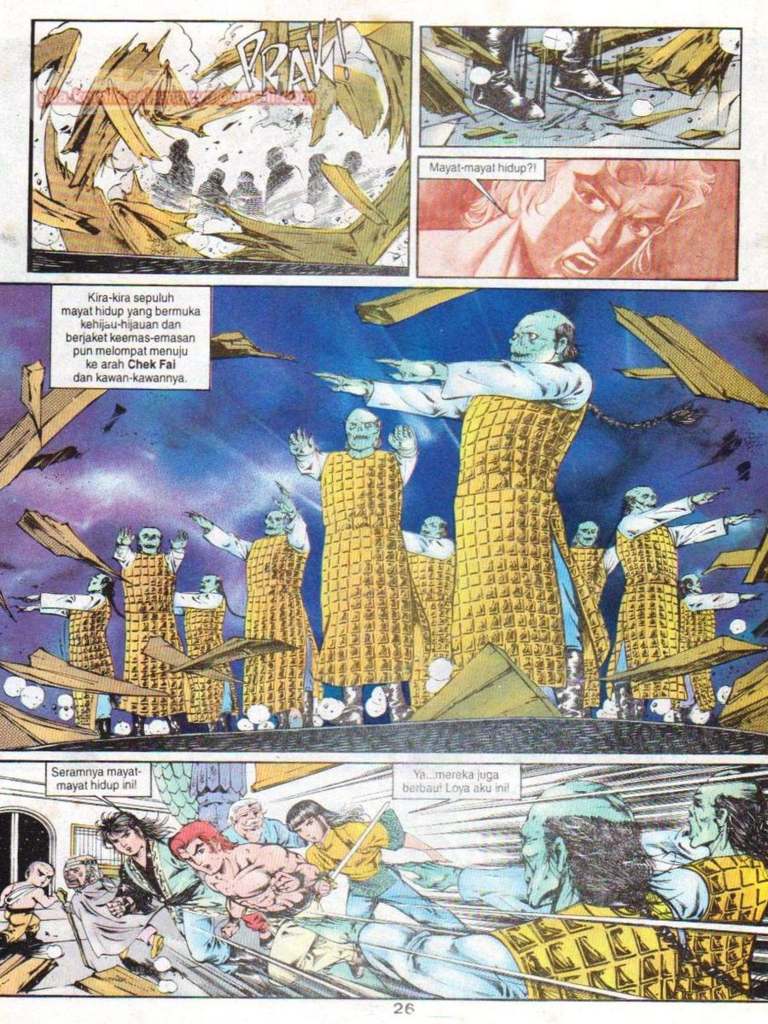 PRAK!
Mayat-mayat hidup?!
Kira-kira sepuluh
mayat hidup yang bermuka
kehijau-hijauan dan
berjaket keemas-emasan
pun melompat menuju
ke arah Chek Fai
dan kawan-kawannya.
Seramnya mayat-
mayat hidup ini!
Ya...mereka juga
berbau! Loya aku ini!
26